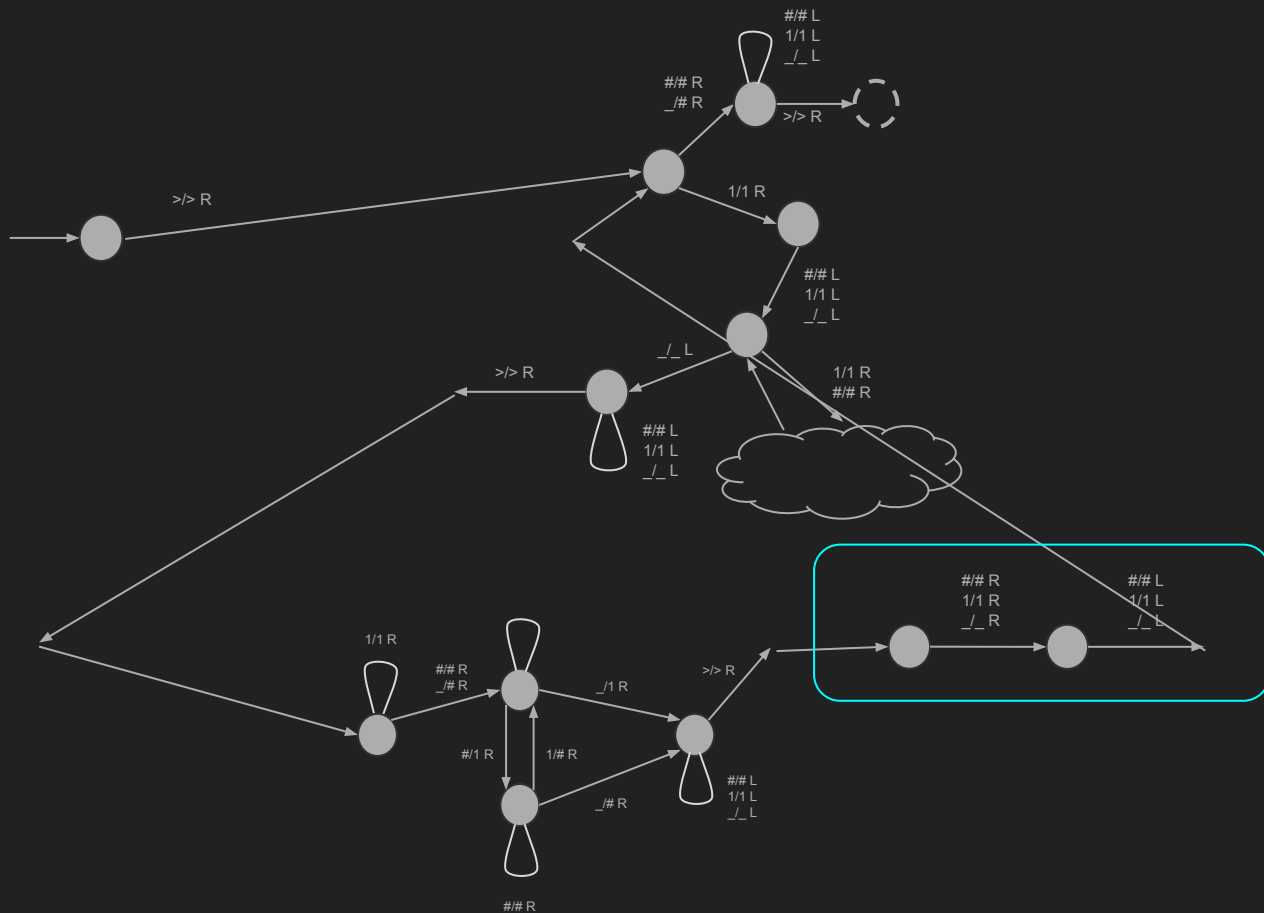 #/# L
1/1 L
_/_ L
#/# R
_/# R
>/> R
1/1 R
>/> R
#/# L
1/1 L
_/_ L
_/_ L
>/> R
1/1 R
#/# R
#/# L
1/1 L
_/_ L
#/# R
1/1 R
_/_ R
#/# L
1/1 L
_/_ L
1/1 R
#/# R
_/# R
>/> R
_/1 R
#/1 R
1/# R
#/# L
1/1 L
_/_ L
_/# R
#/# R